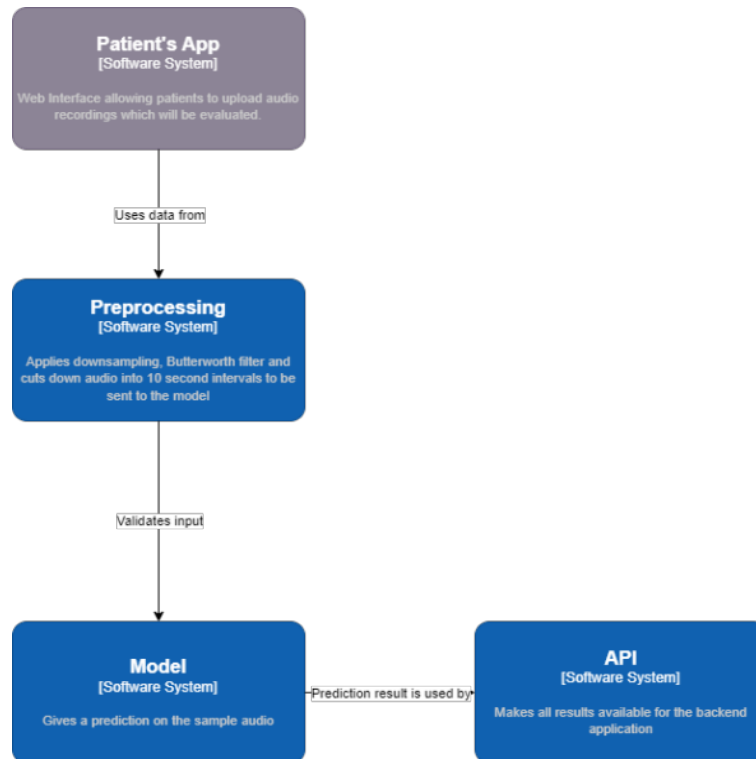 Patient's App
[Software System]
Web Interface allowing patients to upload audio
recordings which will be evaluated.
Uses data from
Preprocessing
[Software System]
Applies downsampling, Butterworth filter and
cuts down audio into 10 second intervals to be
sent to the model
Validates input
Model
[Software System]
Gives a prediction on the sample audio
Prediction result is used by
API
[Software System]
Makes all results available for the backend
application